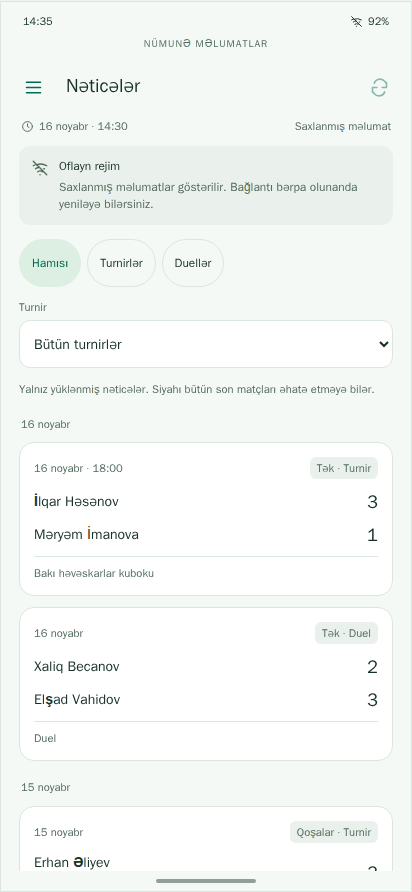 14:35
92%
NÜMUNƏ MƏLUMATLAR
Nəticələr
16 noyabr · 14:30
Saxlanmış məlumat
Oflayn rejim
Saxlanmış məlumatlar göstərilir. Bağlantı bərpa olunanda
yeniləyə bilərsiniz.
Hamısı
Turnirlər
Duellər
Turnir
Bütün turnirlər
Yalnız yüklənmiş nəticələr. Siyahı bütün son matçları əhatə etməyə bilər.
16 noyabr
16 noyabr · 18:00
Tək · Turnir
İlqar Həsənov 3
Məryəm İmanova 1
Bakı həvəskarlar kuboku
16 noyabr
Tək · Duel
Xaliq Becanov 2
Elşad Vahidov 3
Duel
15 noyabr
15 noyabr
Qoşalar · Turnir
Erhan Əliyev